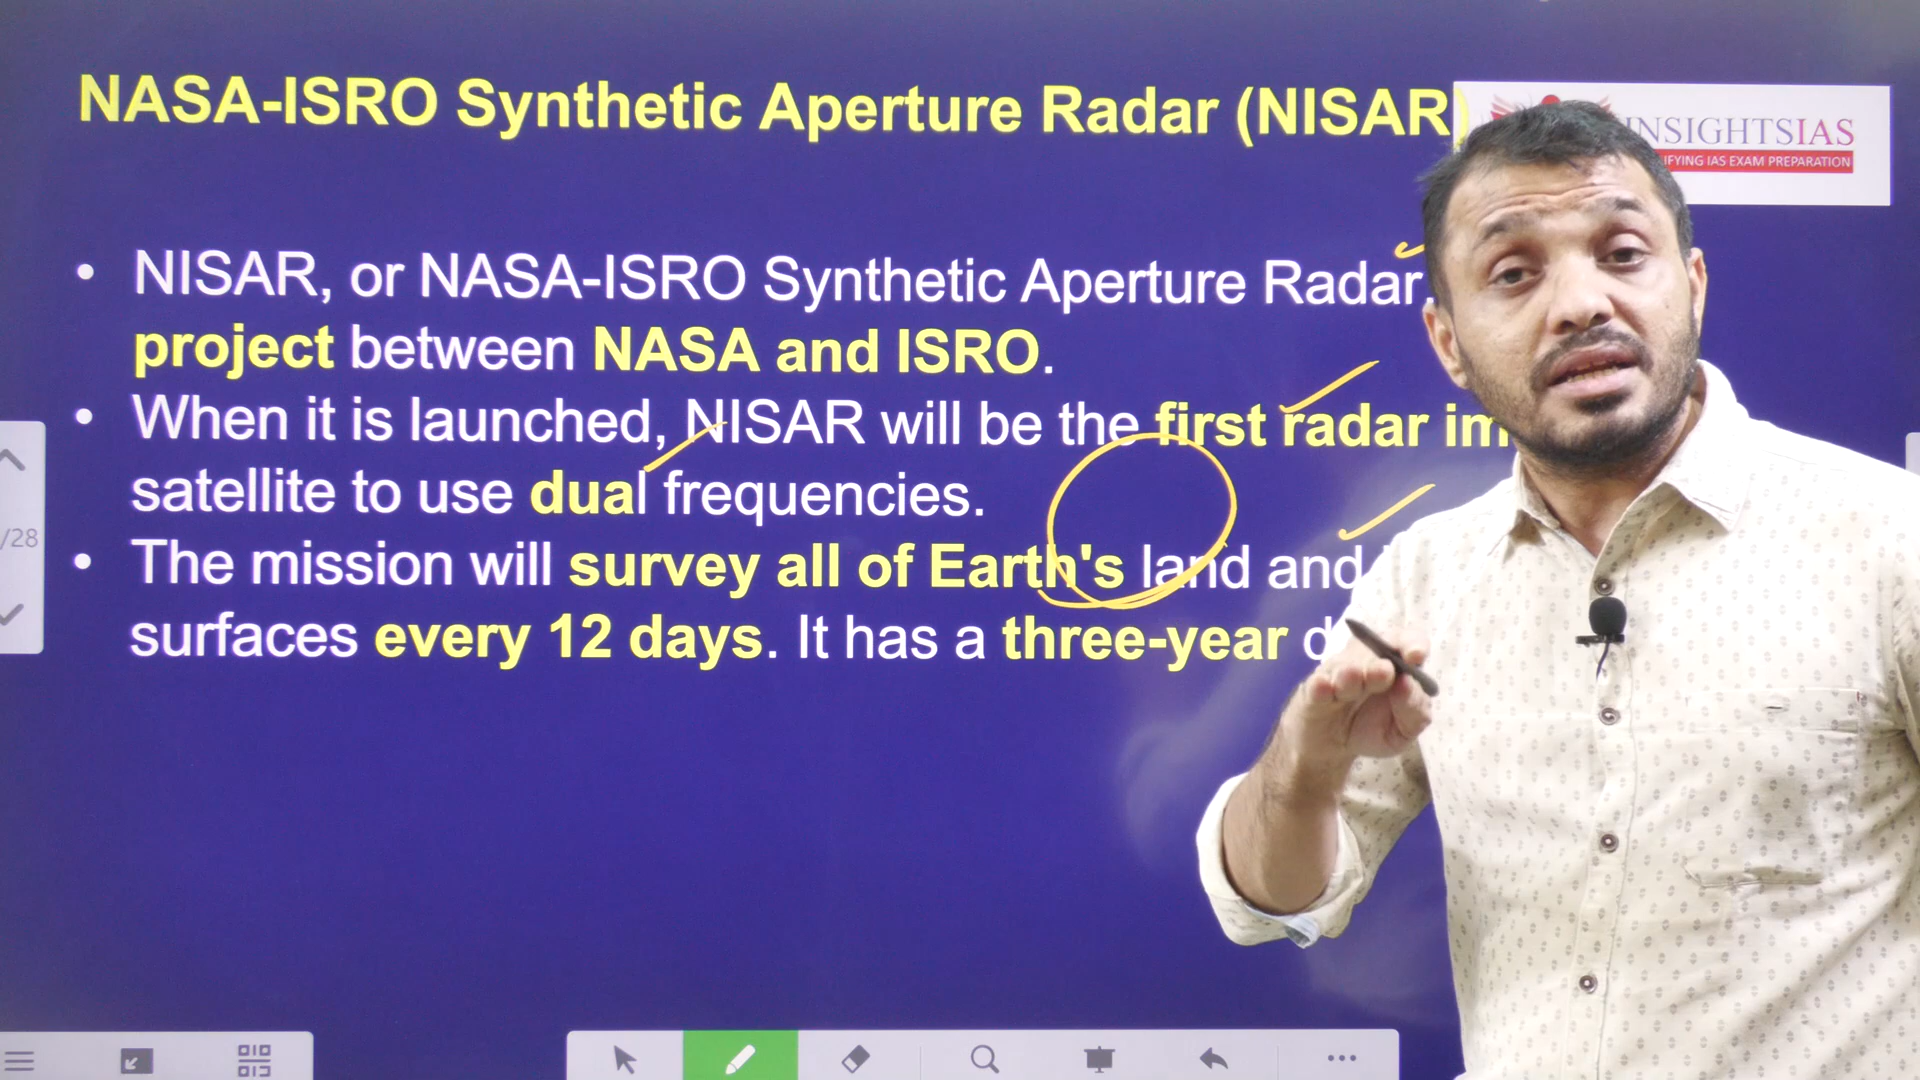 NASA-ISRO Synthetic Aperture Radar (NISAR)
INSIGHTSIAS
IAS EXAM PREPARATION
• NISAR, or NASA-ISRO Synthetic Aperture Radar,
project between NASA and ISRO.
• When it is launched, NISAR will be the first radar
satellite to use dual frequencies.
• The mission will survey all of Earth's land and
surfaces every 12 days. It has a three-year
/28